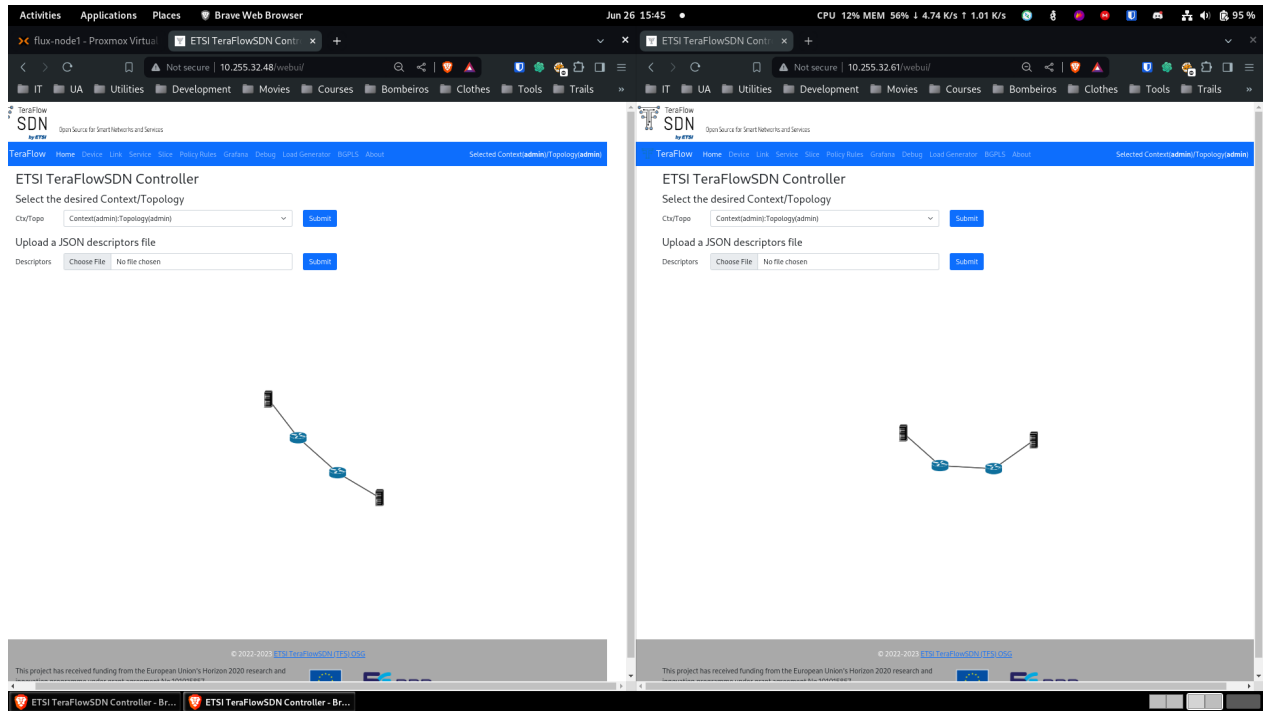 Activities Applications Places Brave Web Browser Jun 26 15:45 CPU 12% MEM 56% ↓ 4.74 K/s ↑ 1.01 K/s 95 %
flux-node1 - Proxmox Virtual ETSI TeraFlowSDN Contr
Not secure 10.255.32.48/webui/
IT UA Utilities Development Movies Courses Bombeiros Clothes Tools Trails »
TeraFlow
SDN
by ETSI
Open Source for Smart Networks and Services
TeraFlow Home Device Link Service Slice Policy Rules Grafana Debug Load Generator BGPLS About Selected Context(admin)/Topology(admin)
ETSI TeraFlowSDN Controller
Select the desired Context/Topology
Ctx/Topo Context(admin):Topology(admin) Submit
Upload a JSON descriptors file
Descriptors Choose File No file chosen Submit
© 2022-2023 ETSI TeraFlowSDN (TFS) OSG
This project has received funding from the European Union's Horizon 2020 research and
ETSI TeraFlowSDN Contr
Not secure 10.255.32.61/webui/
IT UA Utilities Development Movies Courses Bombeiros Clothes Tools Trails »
TeraFlow
SDN
by ETSI
Open Source for Smart Networks and Services
TeraFlow Home Device Link Service Slice Policy Rules Grafana Debug Load Generator BGPLS About Selected Context(admin)/Topology(admin)
ETSI TeraFlowSDN Controller
Select the desired Context/Topology
Ctx/Topo Context(admin):Topology(admin) Submit
Upload a JSON descriptors file
Descriptors Choose File No file chosen Submit
© 2022-2023 ETSI TeraFlowSDN (TFS) OSG
This project has received funding from the European Union's Horizon 2020 research and
ETSI TeraFlowSDN Controller - Br... ETSI TeraFlowSDN Controller - Br...